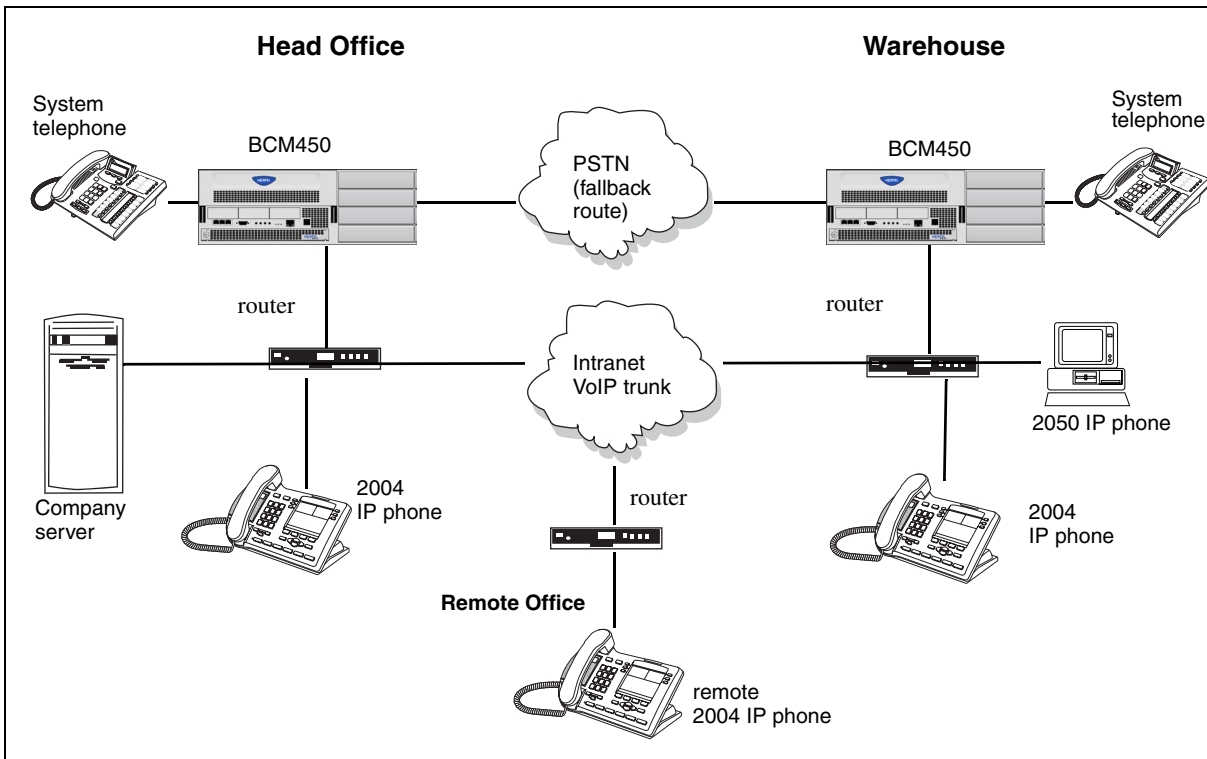 Head Office
Warehouse
System
telephone
BCM450
PSTN
(fallback
route)
BCM450
System
telephone
router
router
Intranet
VoIP trunk
2050 IP phone
Company
server
2004
IP phone
router
2004
IP phone
Remote Office
remote
2004 IP phone